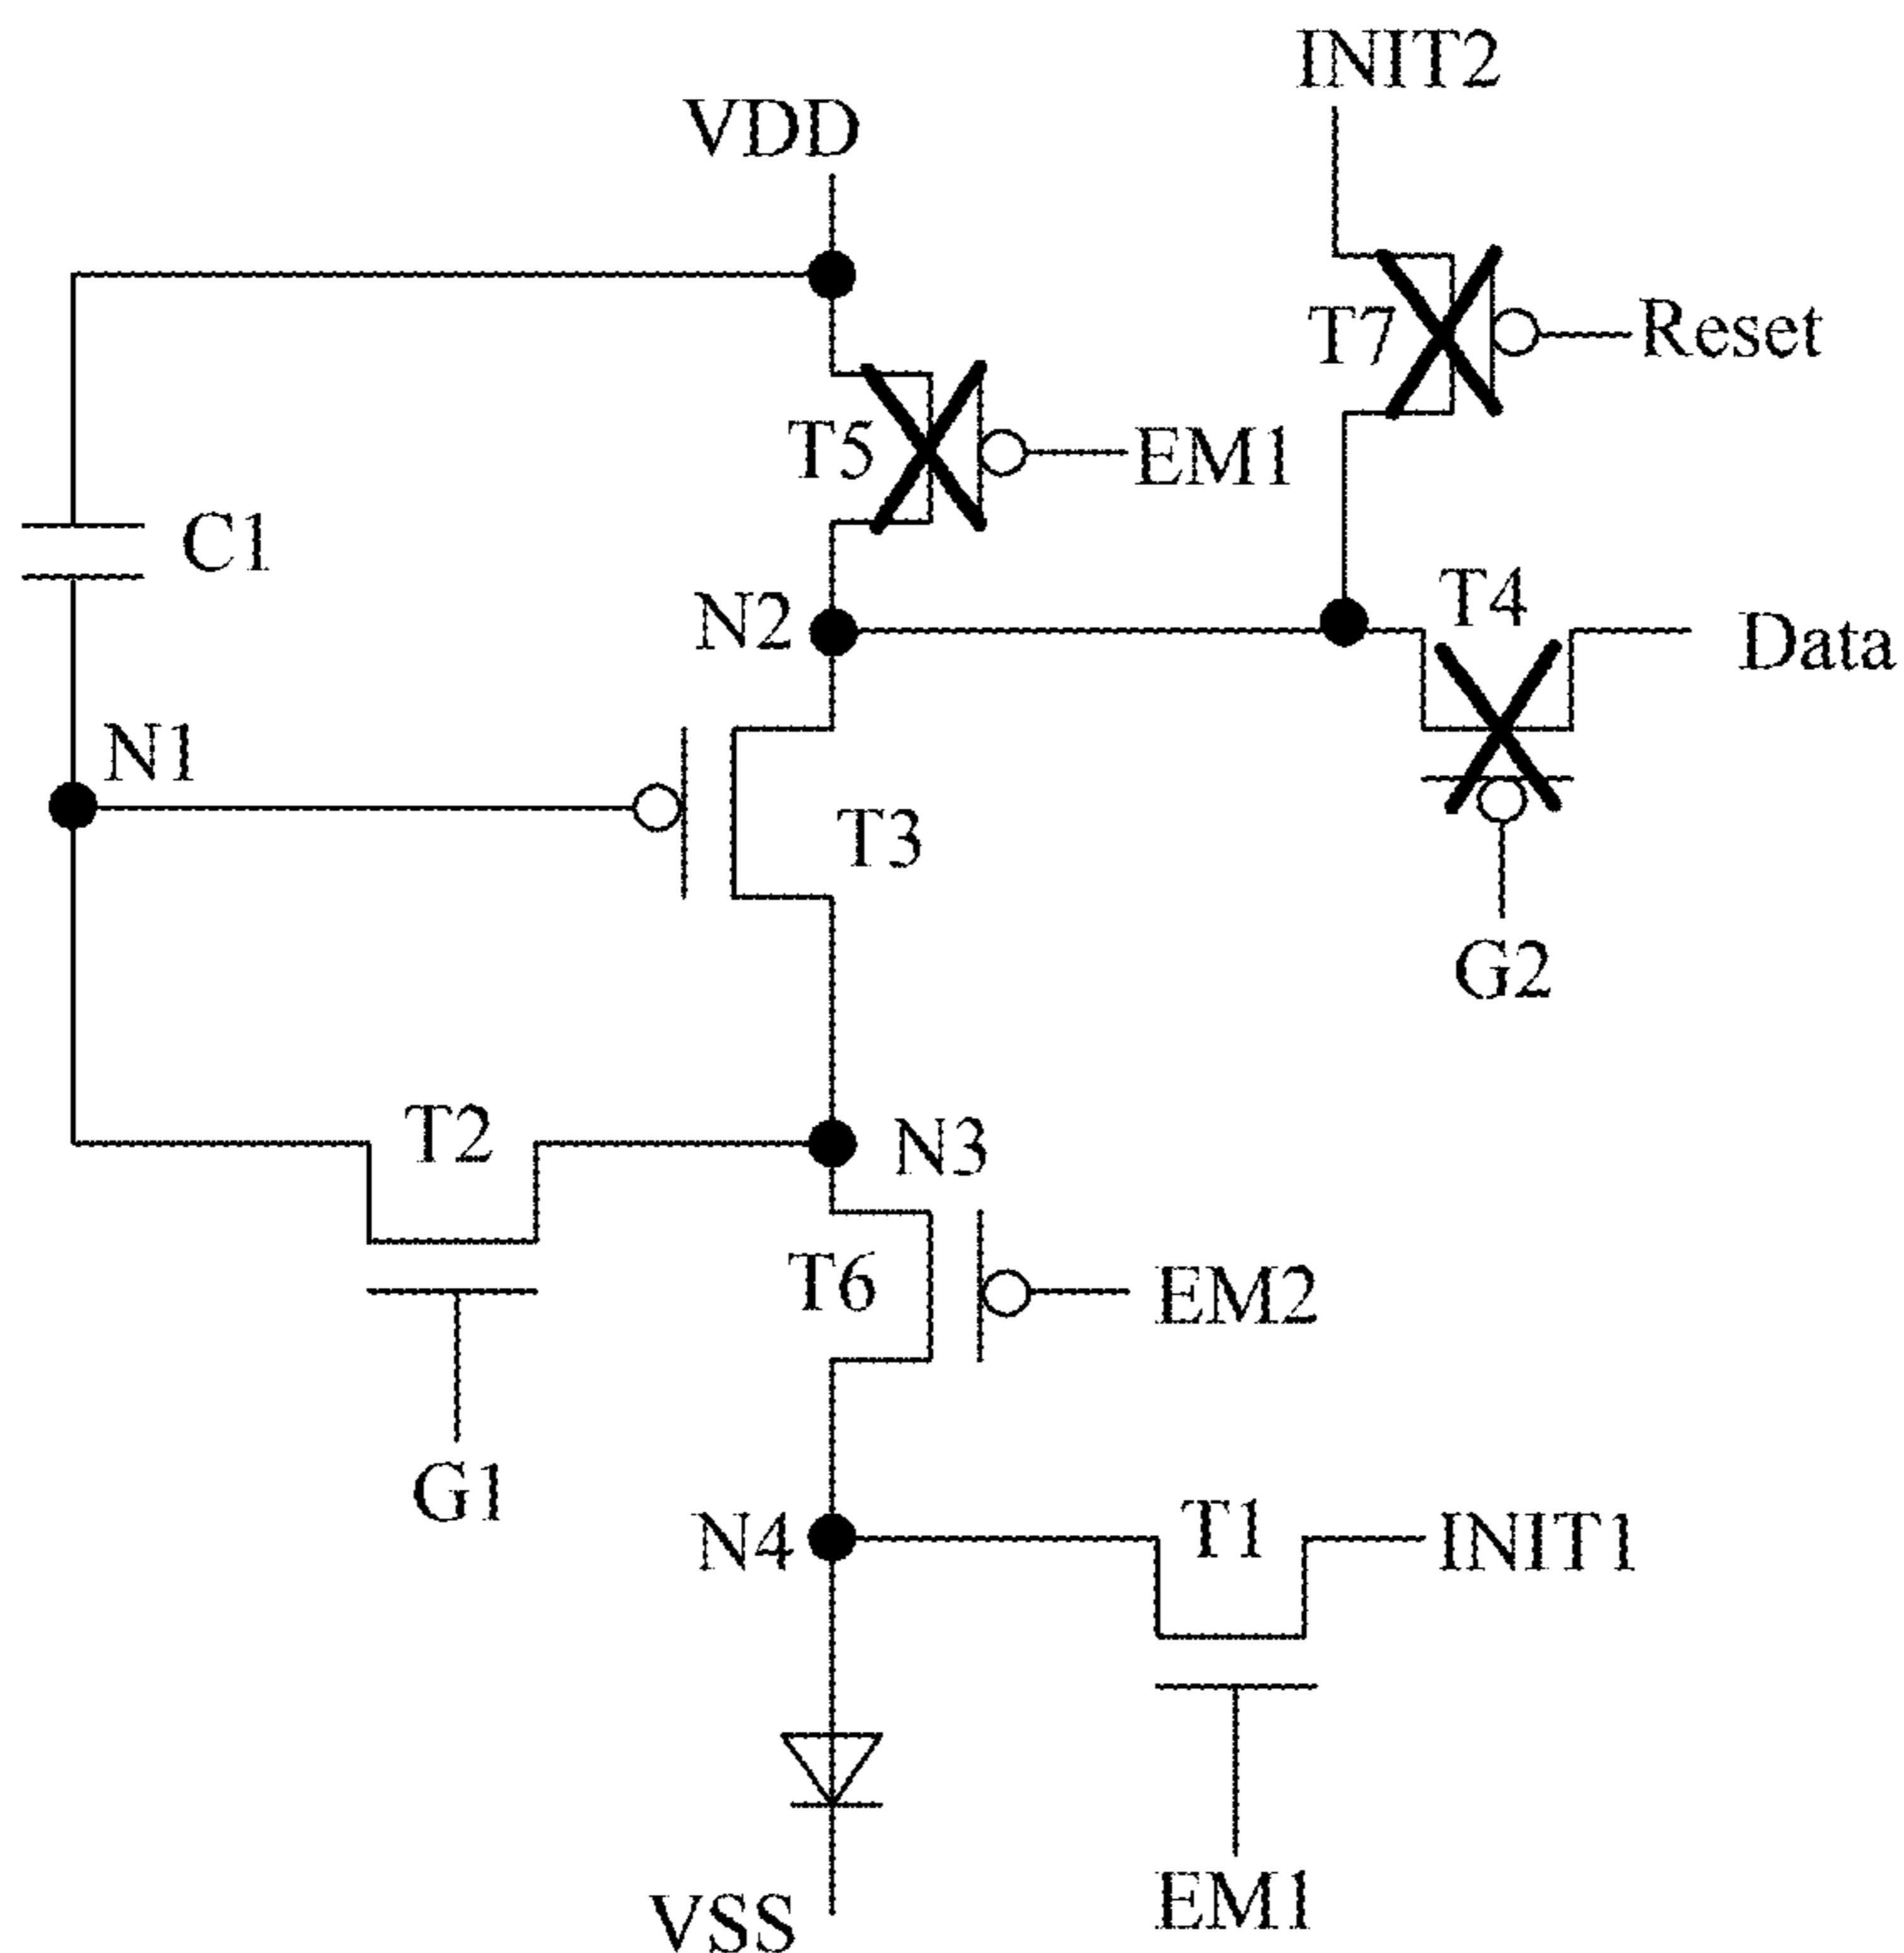 INIT2
VDD
T7
Reset
T5
EM1
C1
N2
T4
Data
N1
T3
G2
T2
N3
T6
EM2
G1
N4
T1
INIT1
VSS
EM1